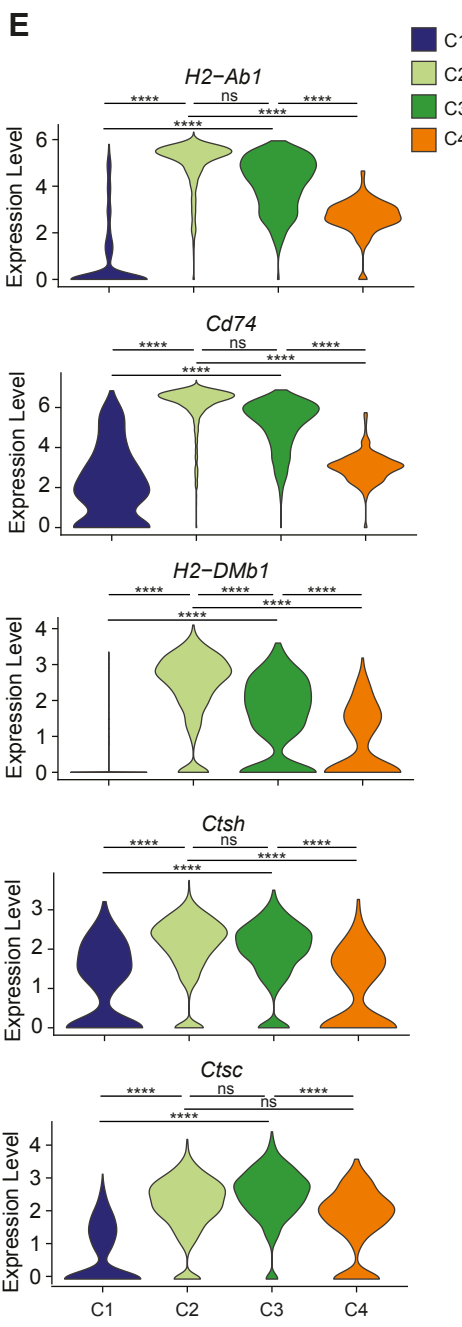 E
C1
C2
C3
C4
H2−Ab1
**** ns ****
****
****
Expression Level
6
4
2
0
Cd74
**** ns ****
****
****
Expression Level
6
4
2
0
H2−DMb1
**** **** ****
****
****
Expression Level
4
3
2
1
0
Ctsh
**** ns ****
****
****
Expression Level
3
2
1
0
Ctsc
**** ns ****
ns
****
Expression Level
4
3
2
1
0
C1 C2 C3 C4